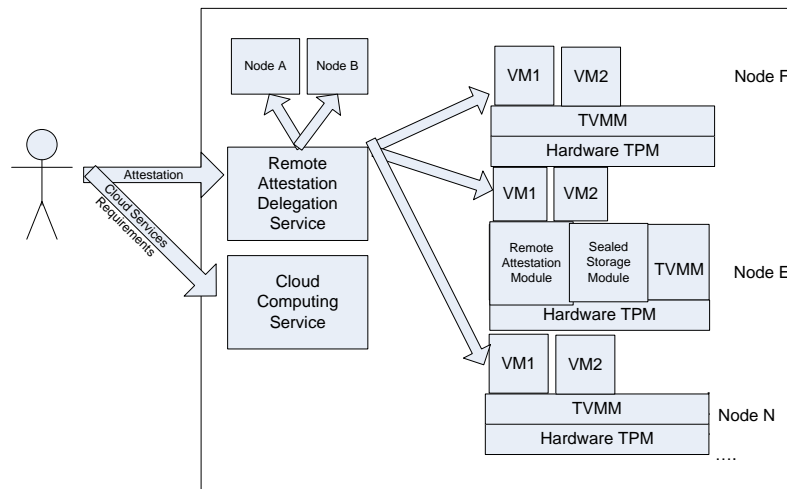 Node A
Node B
VM1
VM2
Node F
TVMM
Hardware TPM
Attestation
Remote
Attestation
Delegation
Service
Cloud Services
Requirements
VM1
VM2
Remote
Attestation
Module
Sealed
Storage
Module
TVMM
Node E
Hardware TPM
Cloud
Computing
Service
VM1
VM2
TVMM
Node N
Hardware TPM
....